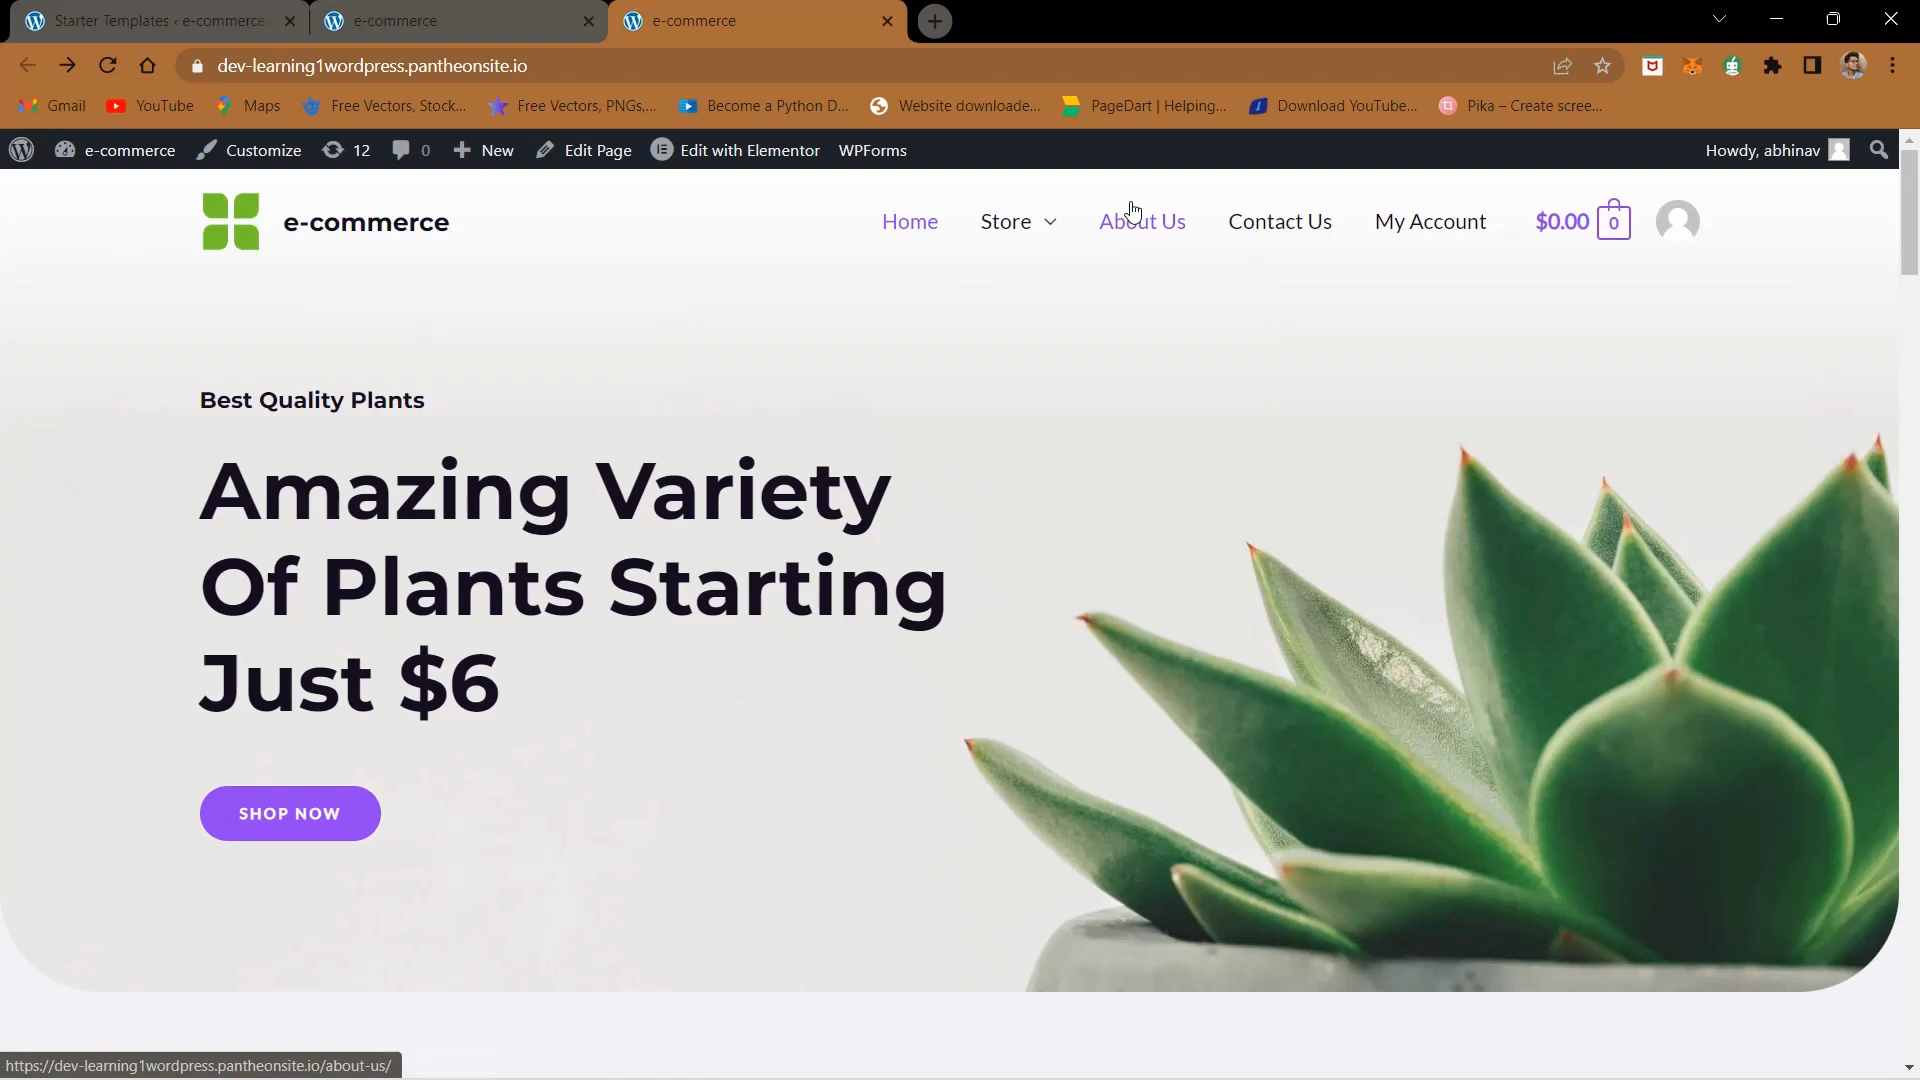 Starter Templates ‹ e-commerce
e-commerce
e-commerce
dev-learning1wordpress.pantheonsite.io
Gmail
YouTube
Maps
Free Vectors, Stock...
Free Vectors, PNGs,...
Become a Python D...
Website downloade...
PageDart | Helping...
Download YouTube...
Pika – Create scree...
e-commerce
Customize
12
0
New
Edit Page
Edit with Elementor
WPForms
Howdy, abhinav
e-commerce
Home
Store
About Us
Contact Us
My Account
$0.00
0
Best Quality Plants
Amazing Variety
Of Plants Starting
Just $6
SHOP NOW
https://dev-learning1wordpress.pantheonsite.io/about-us/